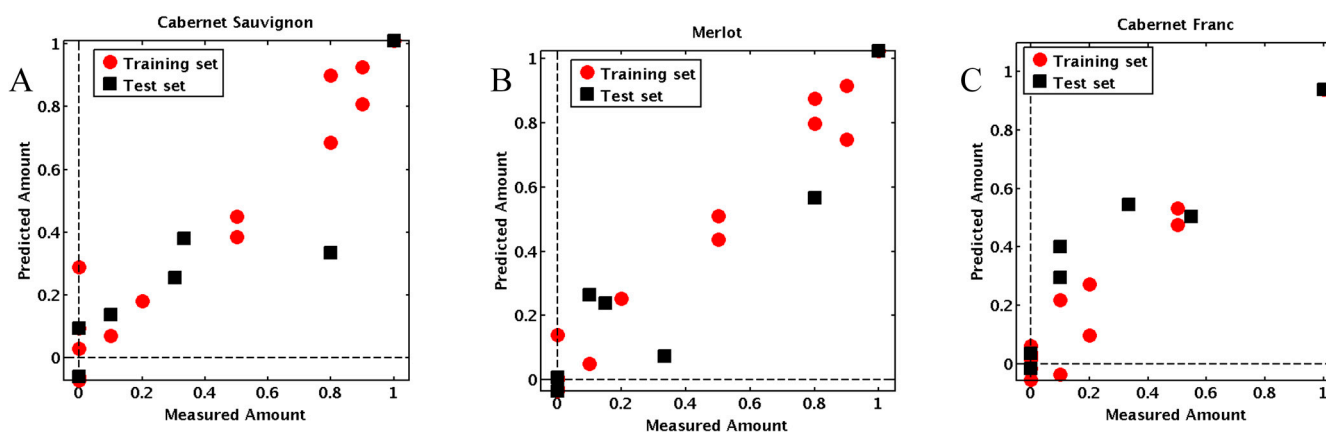 A
Cabernet Sauvignon
Training set
Test set
Predicted Amount
1
0.8
0.6
0.4
0.2
0
0 0.2 0.4 0.6 0.8 1
Measured Amount
B
Merlot
Training set
Test set
Predicted Amount
1
0.8
0.6
0.4
0.2
0
0 0.2 0.4 0.6 0.8 1
Measured Amount
C
Cabernet Franc
Training set
Test set
Predicted Amount
1
0.8
0.6
0.4
0.2
0
0 0.2 0.4 0.6 0.8 1
Measured Amount